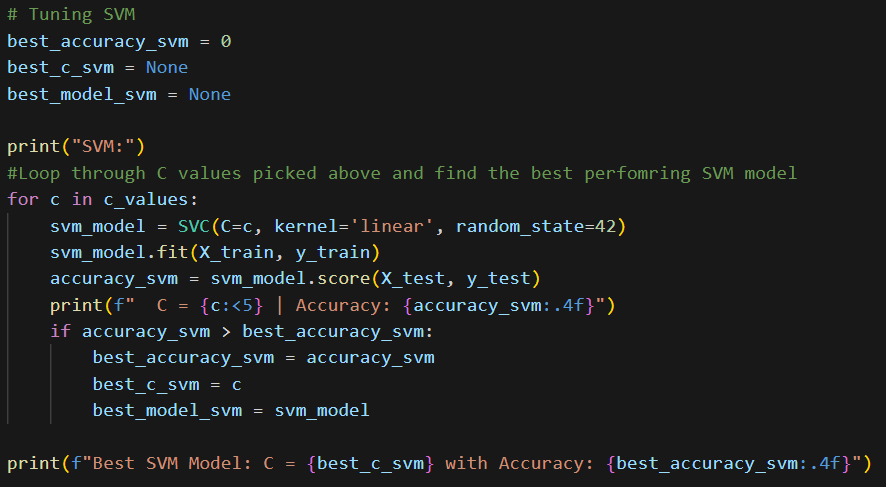 # Tuning SVM
best_accuracy_svm = 0
best_c_svm = None
best_model_svm = None

print("SVM:")
#Loop through C values picked above and find the best perfomring SVM model
for c in c_values:
    svm_model = SVC(C=c, kernel='linear', random_state=42)
    svm_model.fit(X_train, y_train)
    accuracy_svm = svm_model.score(X_test, y_test)
    print(f"  C = {c:<5} | Accuracy: {accuracy_svm:.4f}")
    if accuracy_svm > best_accuracy_svm:
        best_accuracy_svm = accuracy_svm
        best_c_svm = c
        best_model_svm = svm_model

print(f"Best SVM Model: C = {best_c_svm} with Accuracy: {best_accuracy_svm:.4f}")